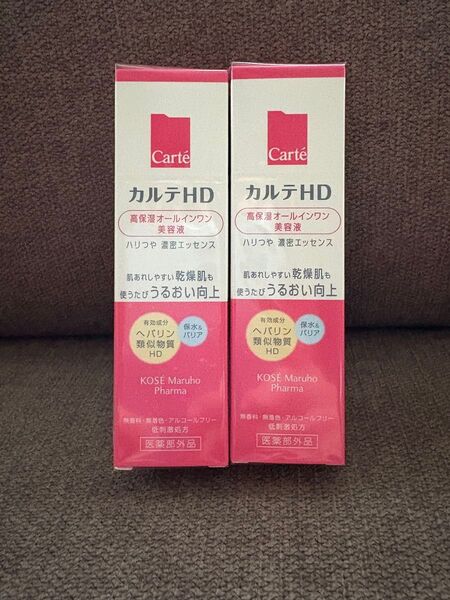 Carté
カルテHD
高保湿オールインワン
美容液
ハリつや 濃密エッセンス
肌あれしやすい乾燥肌も
使うたびうるおい向上
有効成分
ヘパリン
類似物質
HD
保水&
バリア
KOSÉ Maruho
Pharma
無香料・無着色・アルコールフリー
低刺激処方
医薬部外品
Carté
カルテHD
高保湿オールインワン
美容液
ハリつや 濃密エッセンス
肌あれしやすい乾燥肌も
使うたびうるおい向上
有効成分
ヘパリン
類似物質
HD
保水&
バリア
KOSÉ Maruho
Pharma
無香料・無着色・アルコールフリー
低刺激処方
医薬部外品